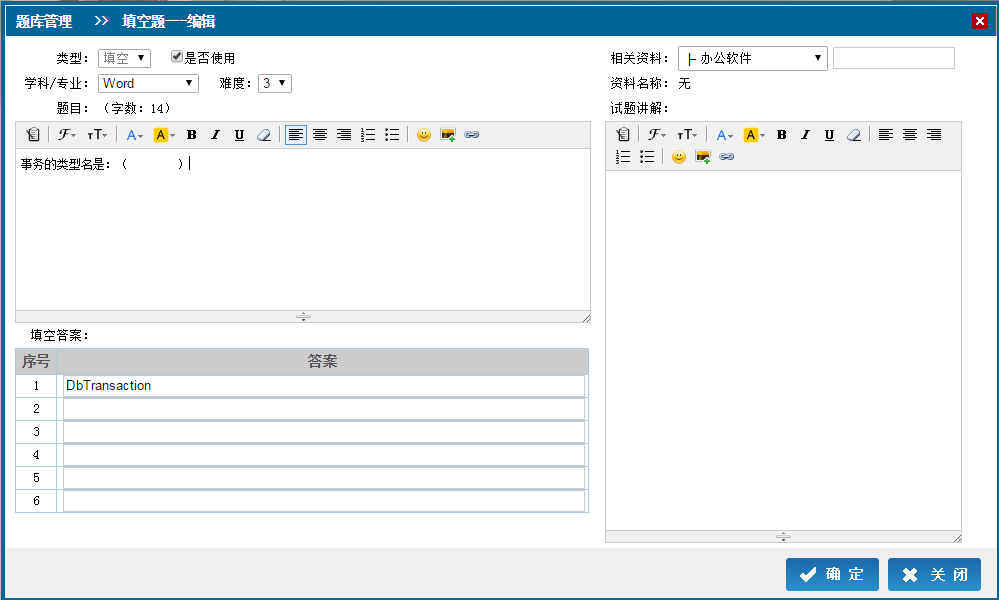 题库管理 >> 填空题——编辑
类型： 填空 是否使用
学科/专业： Word 难度： 3
题目：（字数：14）
事务的类型名是：（ ）
填空答案：
序号 答案
1 DbTransaction
2
3
4
5
6
相关资料： ├ 办公软件
资料名称： 无
试题讲解：
确 定 关 闭